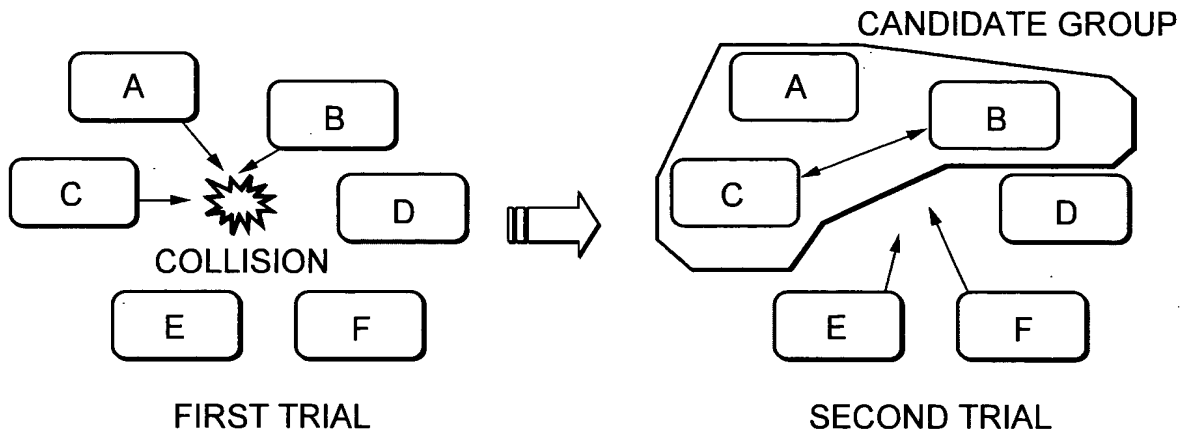 CANDIDATE GROUP
A
B
C
D
COLLISION
E
F
FIRST TRIAL
A
B
C
D
E
F
SECOND TRIAL